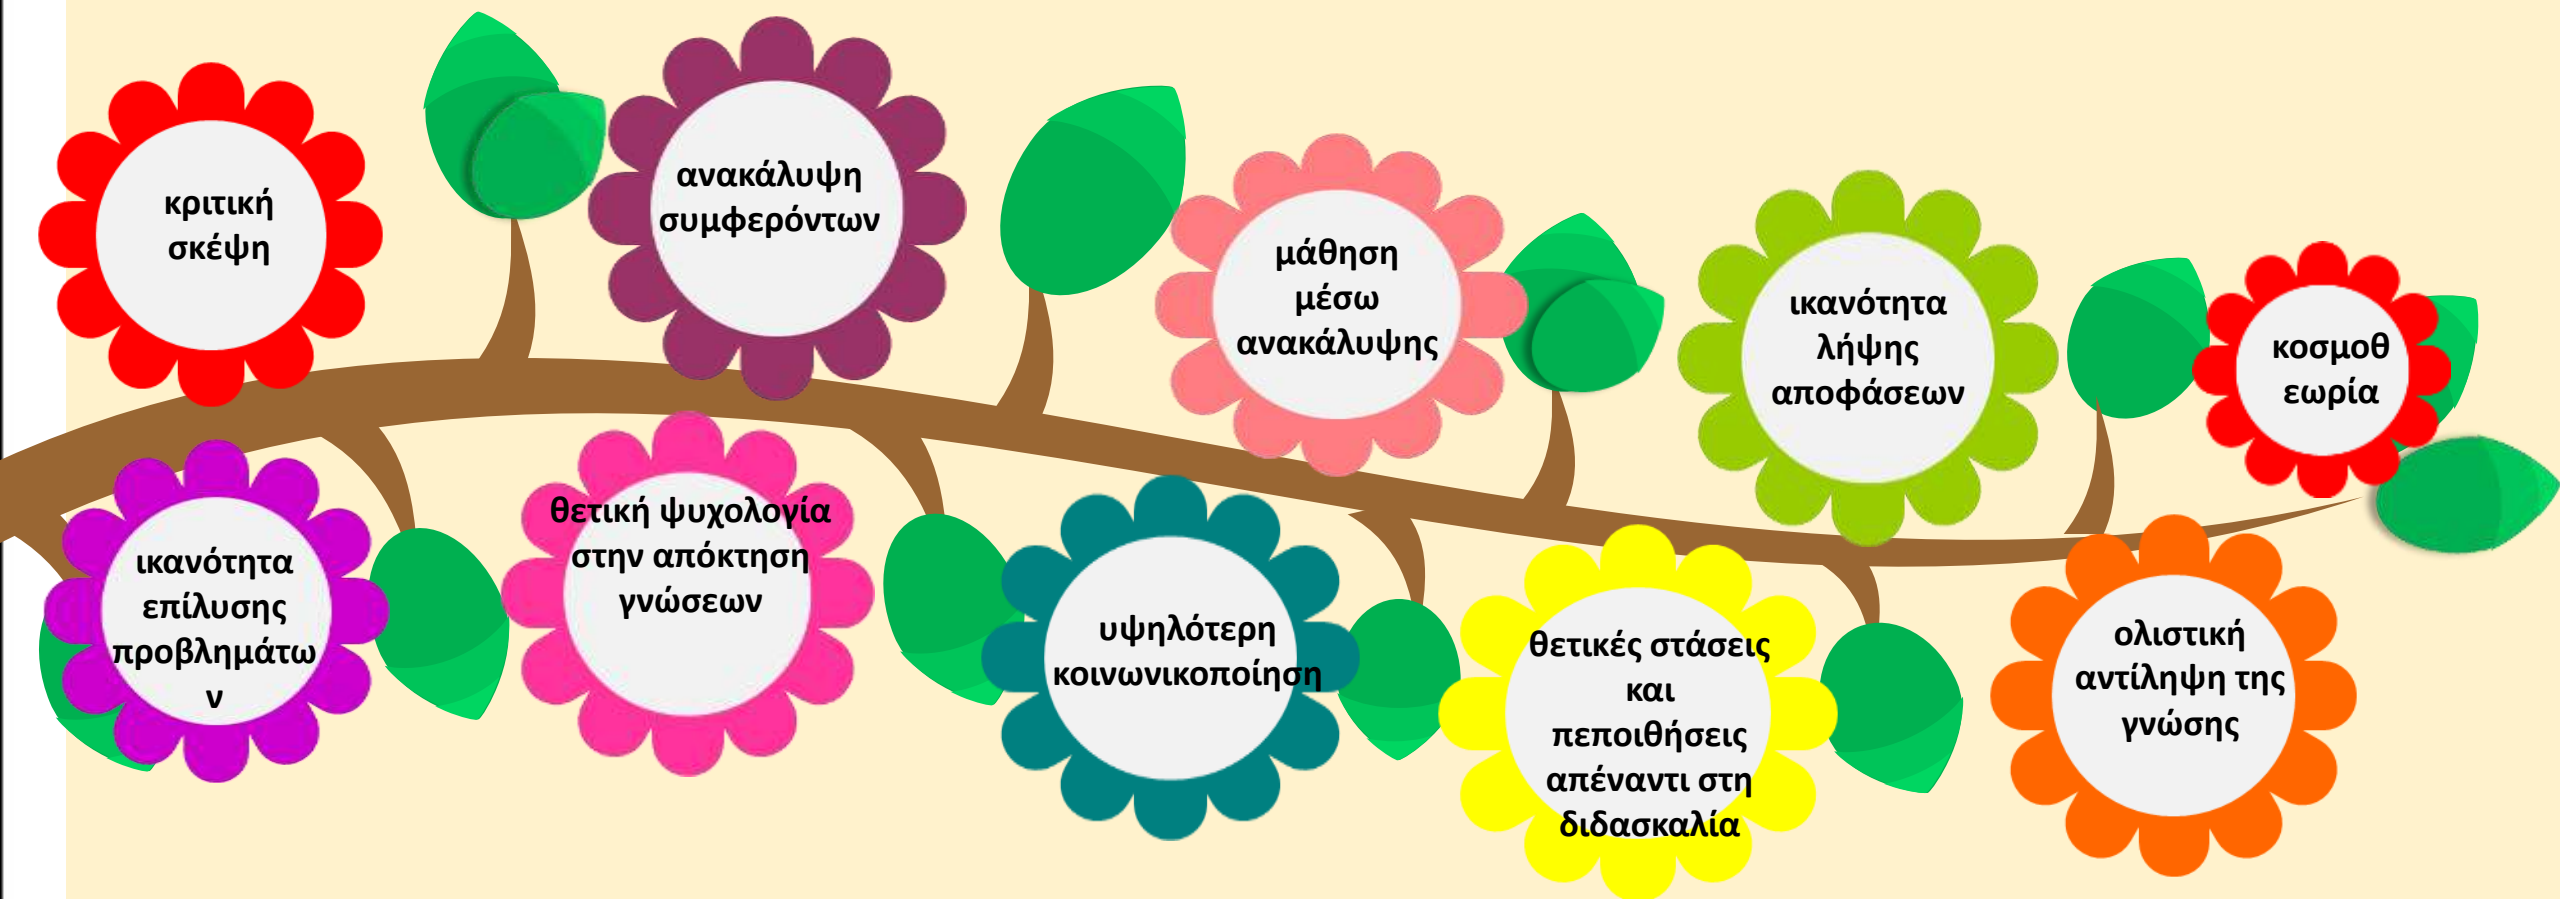 κριτική
σκέψη
ανακάλυψη
συμφερόντων
μάθηση
μέσω
ανακάλυψης
ικανότητα
λήψης
αποφάσεων
κοσμοθ
εωρία
ικανότητα
επίλυσης
προβλημάτω
ν
θετική ψυχολογία
στην απόκτηση
γνώσεων
υψηλότερη
κοινωνικοποίηση
θετικές στάσεις
και
πεποιθήσεις
απέναντι στη
διδασκαλία
ολιστική
αντίληψη της
γνώσης